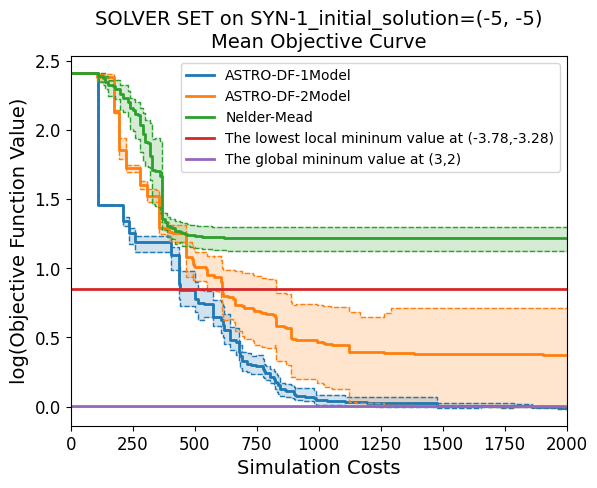 SOLVER SET on SYN-1_initial_solution=(-5, -5)
Mean Objective Curve
log(Objective Function Value)
2.5
2.0
1.5
1.0
0.5
0.0
ASTRO-DF-1Model
ASTRO-DF-2Model
Nelder-Mead
The lowest local mininum value at (-3.78,-3.28)
The global mininum value at (3,2)
0 250 500 750 1000 1250 1500 1750 2000
Simulation Costs